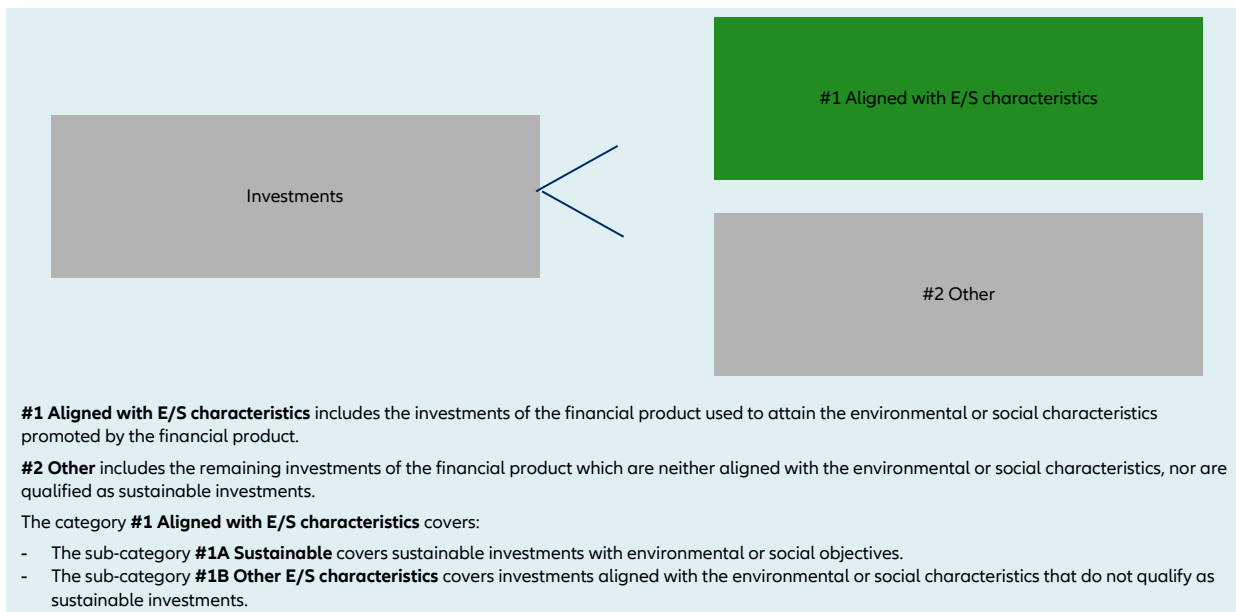 #1 Aligned with E/S characteristics
Investments
#2 Other
#1 Aligned with E/S characteristics includes the investments of the financial product used to attain the environmental or social characteristics
promoted by the financial product.
#2 Other includes the remaining investments of the financial product which are neither aligned with the environmental or social characteristics, nor are
qualified as sustainable investments.
The category #1 Aligned with E/S characteristics covers:
- The sub-category #1A Sustainable covers sustainable investments with environmental or social objectives.
- The sub-category #1B Other E/S characteristics covers investments aligned with the environmental or social characteristics that do not qualify as
sustainable investments.